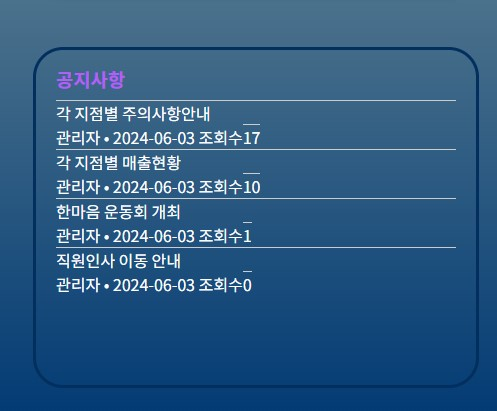 공지사항
각 지점별 주의사항안내
관리자 • 2024-06-03 조회수17
각 지점별 매출현황
관리자 • 2024-06-03 조회수10
한마음 운동회 개최
관리자 • 2024-06-03 조회수1
직원인사 이동 안내
관리자 • 2024-06-03 조회수0